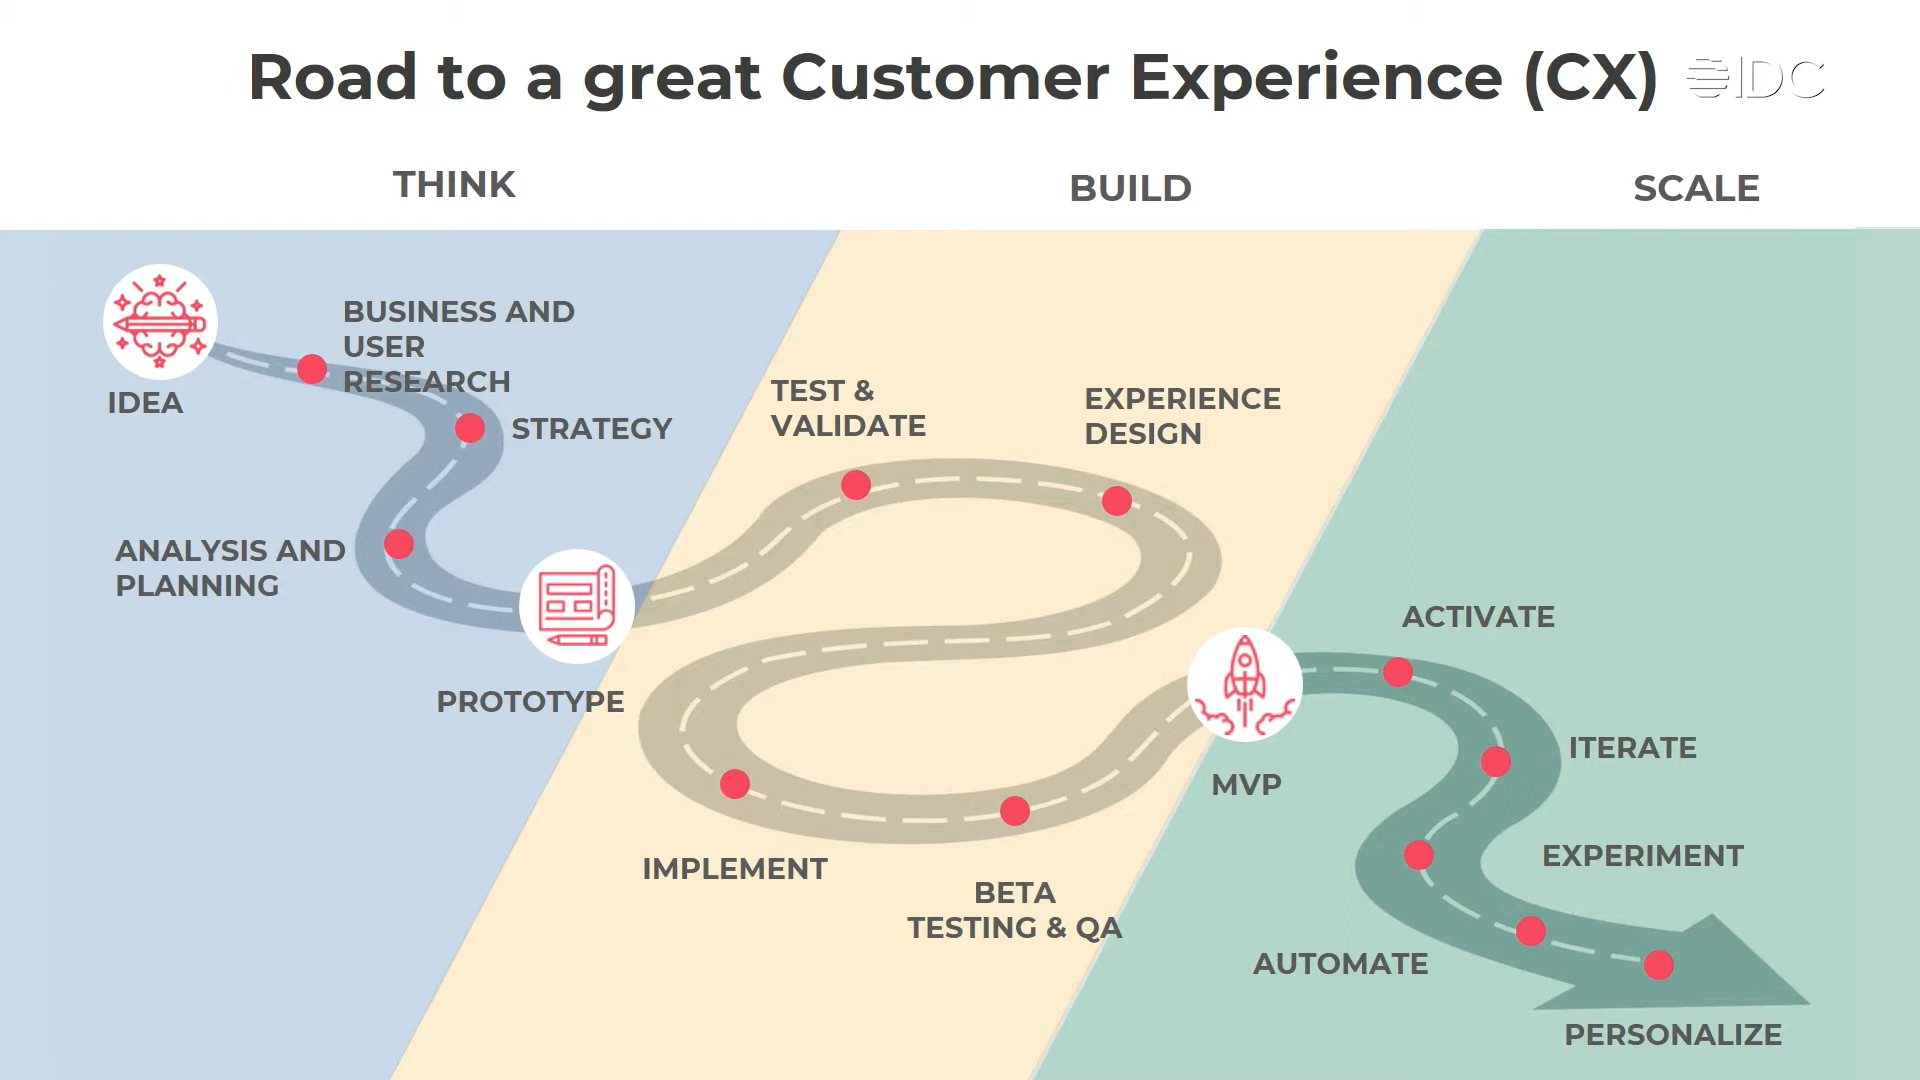 Road to a great Customer Experience (CX)
IDC
THINK
BUILD
SCALE
IDEA
BUSINESS AND
USER
RESEARCH
STRATEGY
ANALYSIS AND
PLANNING
PROTOTYPE
TEST &
VALIDATE
EXPERIENCE
DESIGN
IMPLEMENT
BETA
TESTING & QA
MVP
ACTIVATE
ITERATE
EXPERIMENT
AUTOMATE
PERSONALIZE